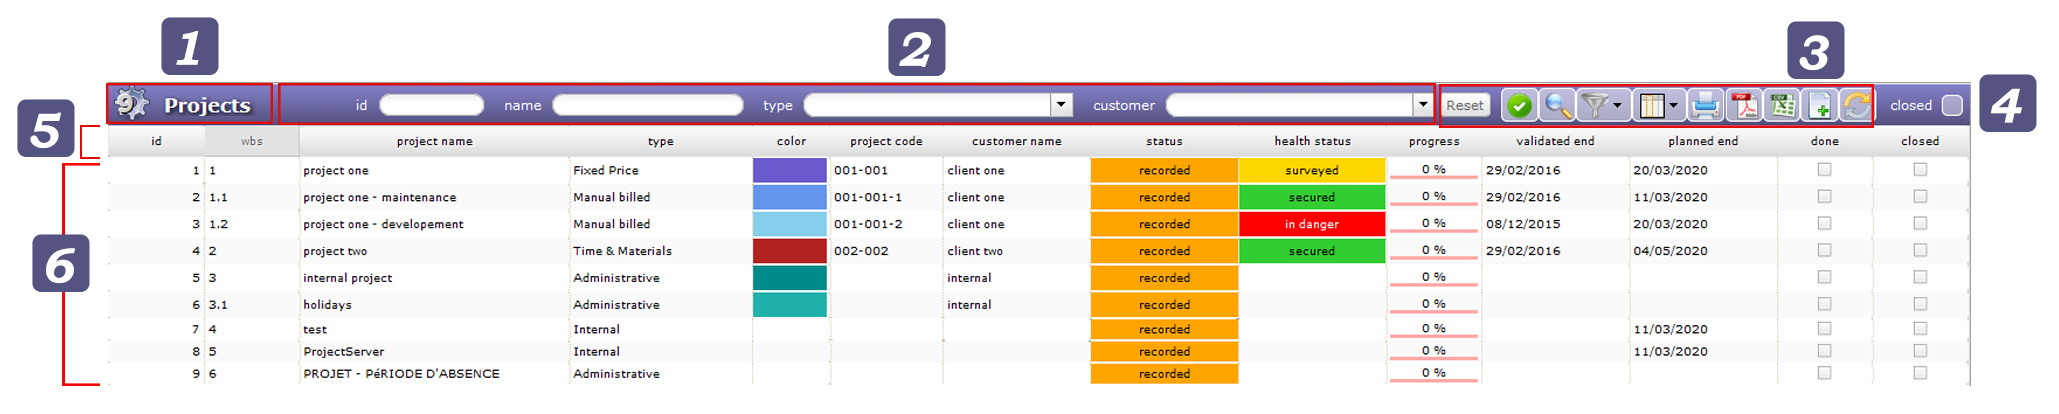 1
2
3
9 Projects id name type customer Reset closed
4
5
id wbs project name type color project code customer name status health status progress validated end planned end done closed
1 1 project one Fixed Price 001-001 client one recorded surveyed 0 % 29/02/2016 20/03/2020
2 1.1 project one - maintenance Manual billed 001-001-1 client one recorded secured 0 % 29/02/2016 11/03/2020
3 1.2 project one - developement Manual billed 001-001-2 client one recorded in danger 0 % 08/12/2015 20/03/2020
6
4 2 project two Time & Materials 002-002 client two recorded secured 0 % 29/02/2016 04/05/2020
5 3 internal project Administrative internal recorded 0 %
6 3.1 holidays Administrative internal recorded 0 %
7 4 test Internal recorded 0 % 11/03/2020
8 5 ProjectServer Internal recorded 0 % 11/03/2020
9 6 PROJET - PéRIODE D'ABSENCE Administrative recorded 0 %